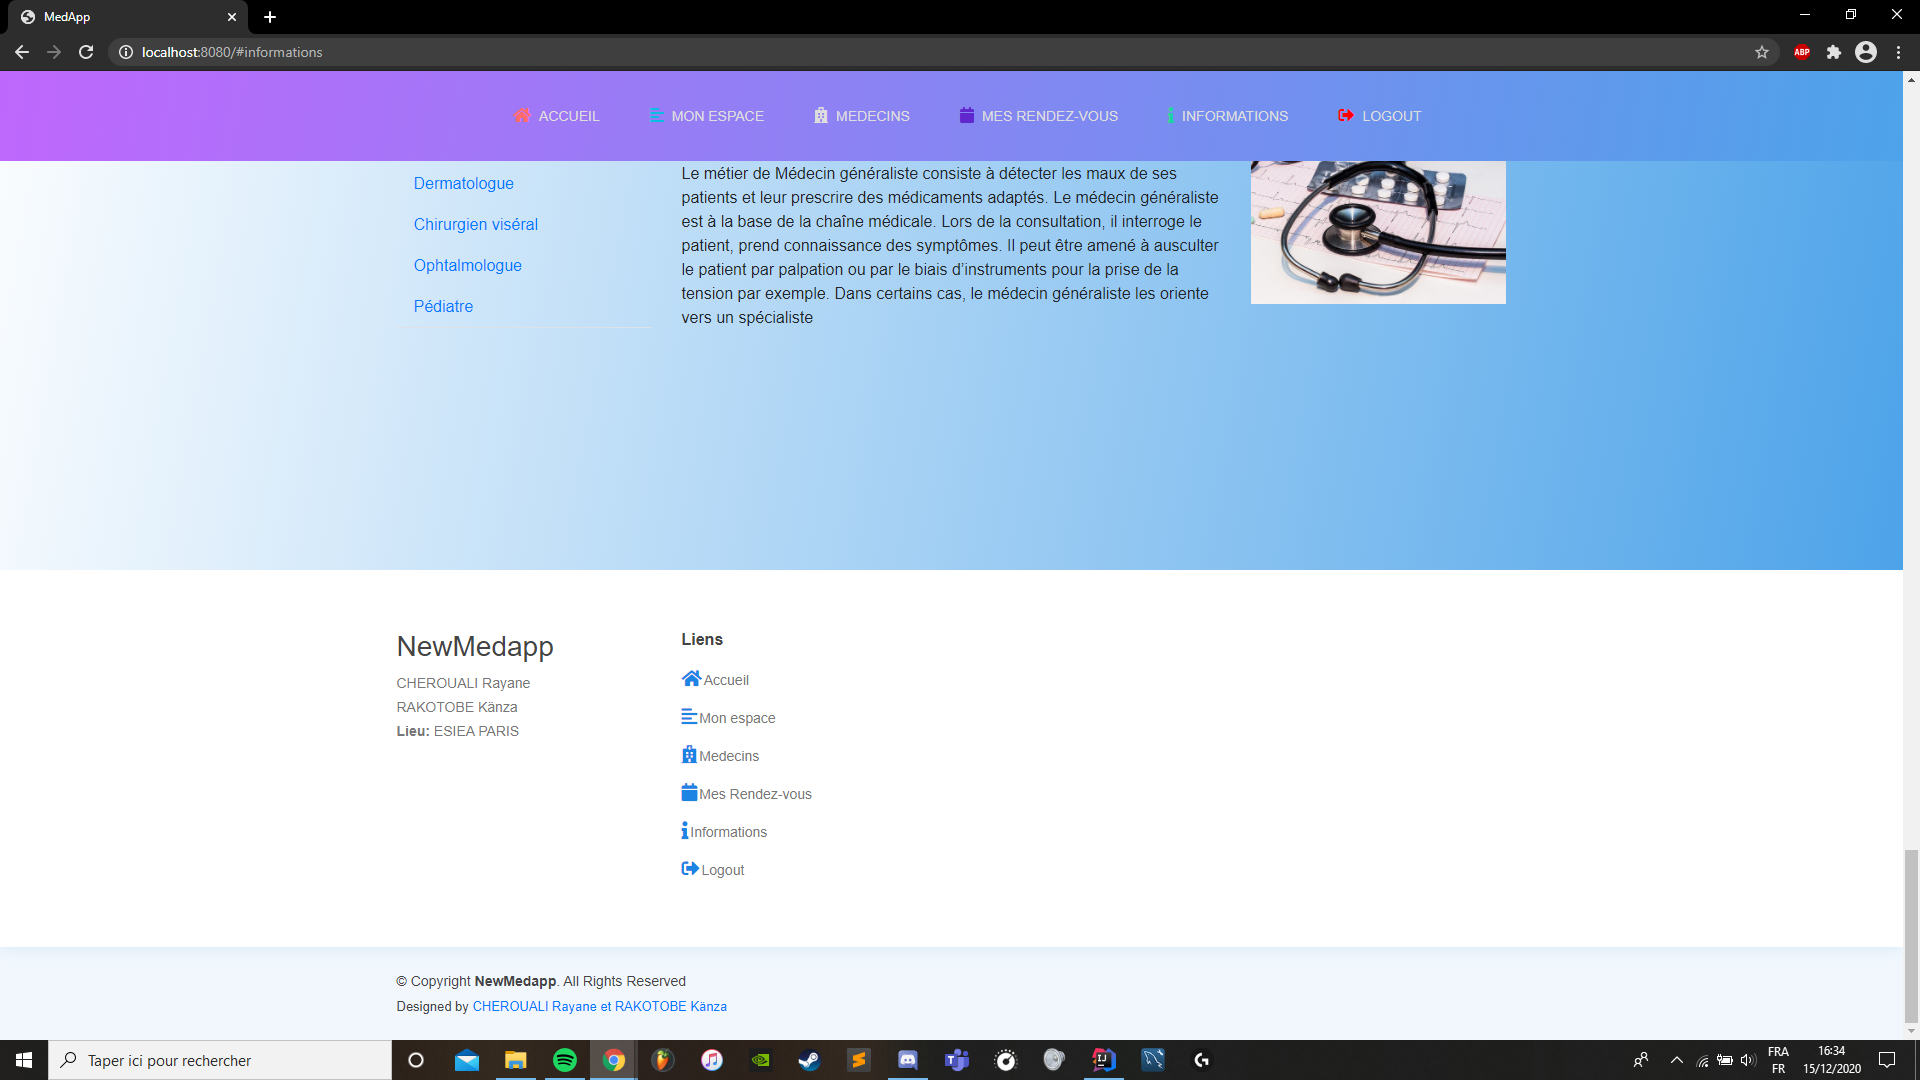 MedApp
localhost:8080/#informations
ABP
ACCUEIL
MON ESPACE
MEDECINS
MES RENDEZ-VOUS
INFORMATIONS
LOGOUT
Dermatologue
Chirurgien viséral
Ophtalmologue
Pédiatre
Le métier de Médecin généraliste consiste à détecter les maux de ses
patients et leur prescrire des médicaments adaptés. Le médecin généraliste
est à la base de la chaîne médicale. Lors de la consultation, il interroge le
patient, prend connaissance des symptômes. Il peut être amené à ausculter
le patient par palpation ou par le biais d’instruments pour la prise de la
tension par exemple. Dans certains cas, le médecin généraliste les oriente
vers un spécialiste
NewMedapp
CHEROUALI Rayane
RAKOTOBE Känza
Lieu: ESIEA PARIS
Liens
Accueil
Mon espace
Medecins
Mes Rendez-vous
Informations
Logout
© Copyright NewMedapp. All Rights Reserved
Designed by CHEROUALI Rayane et RAKOTOBE Känza
Taper ici pour rechercher
FRA
FR
16:34
15/12/2020